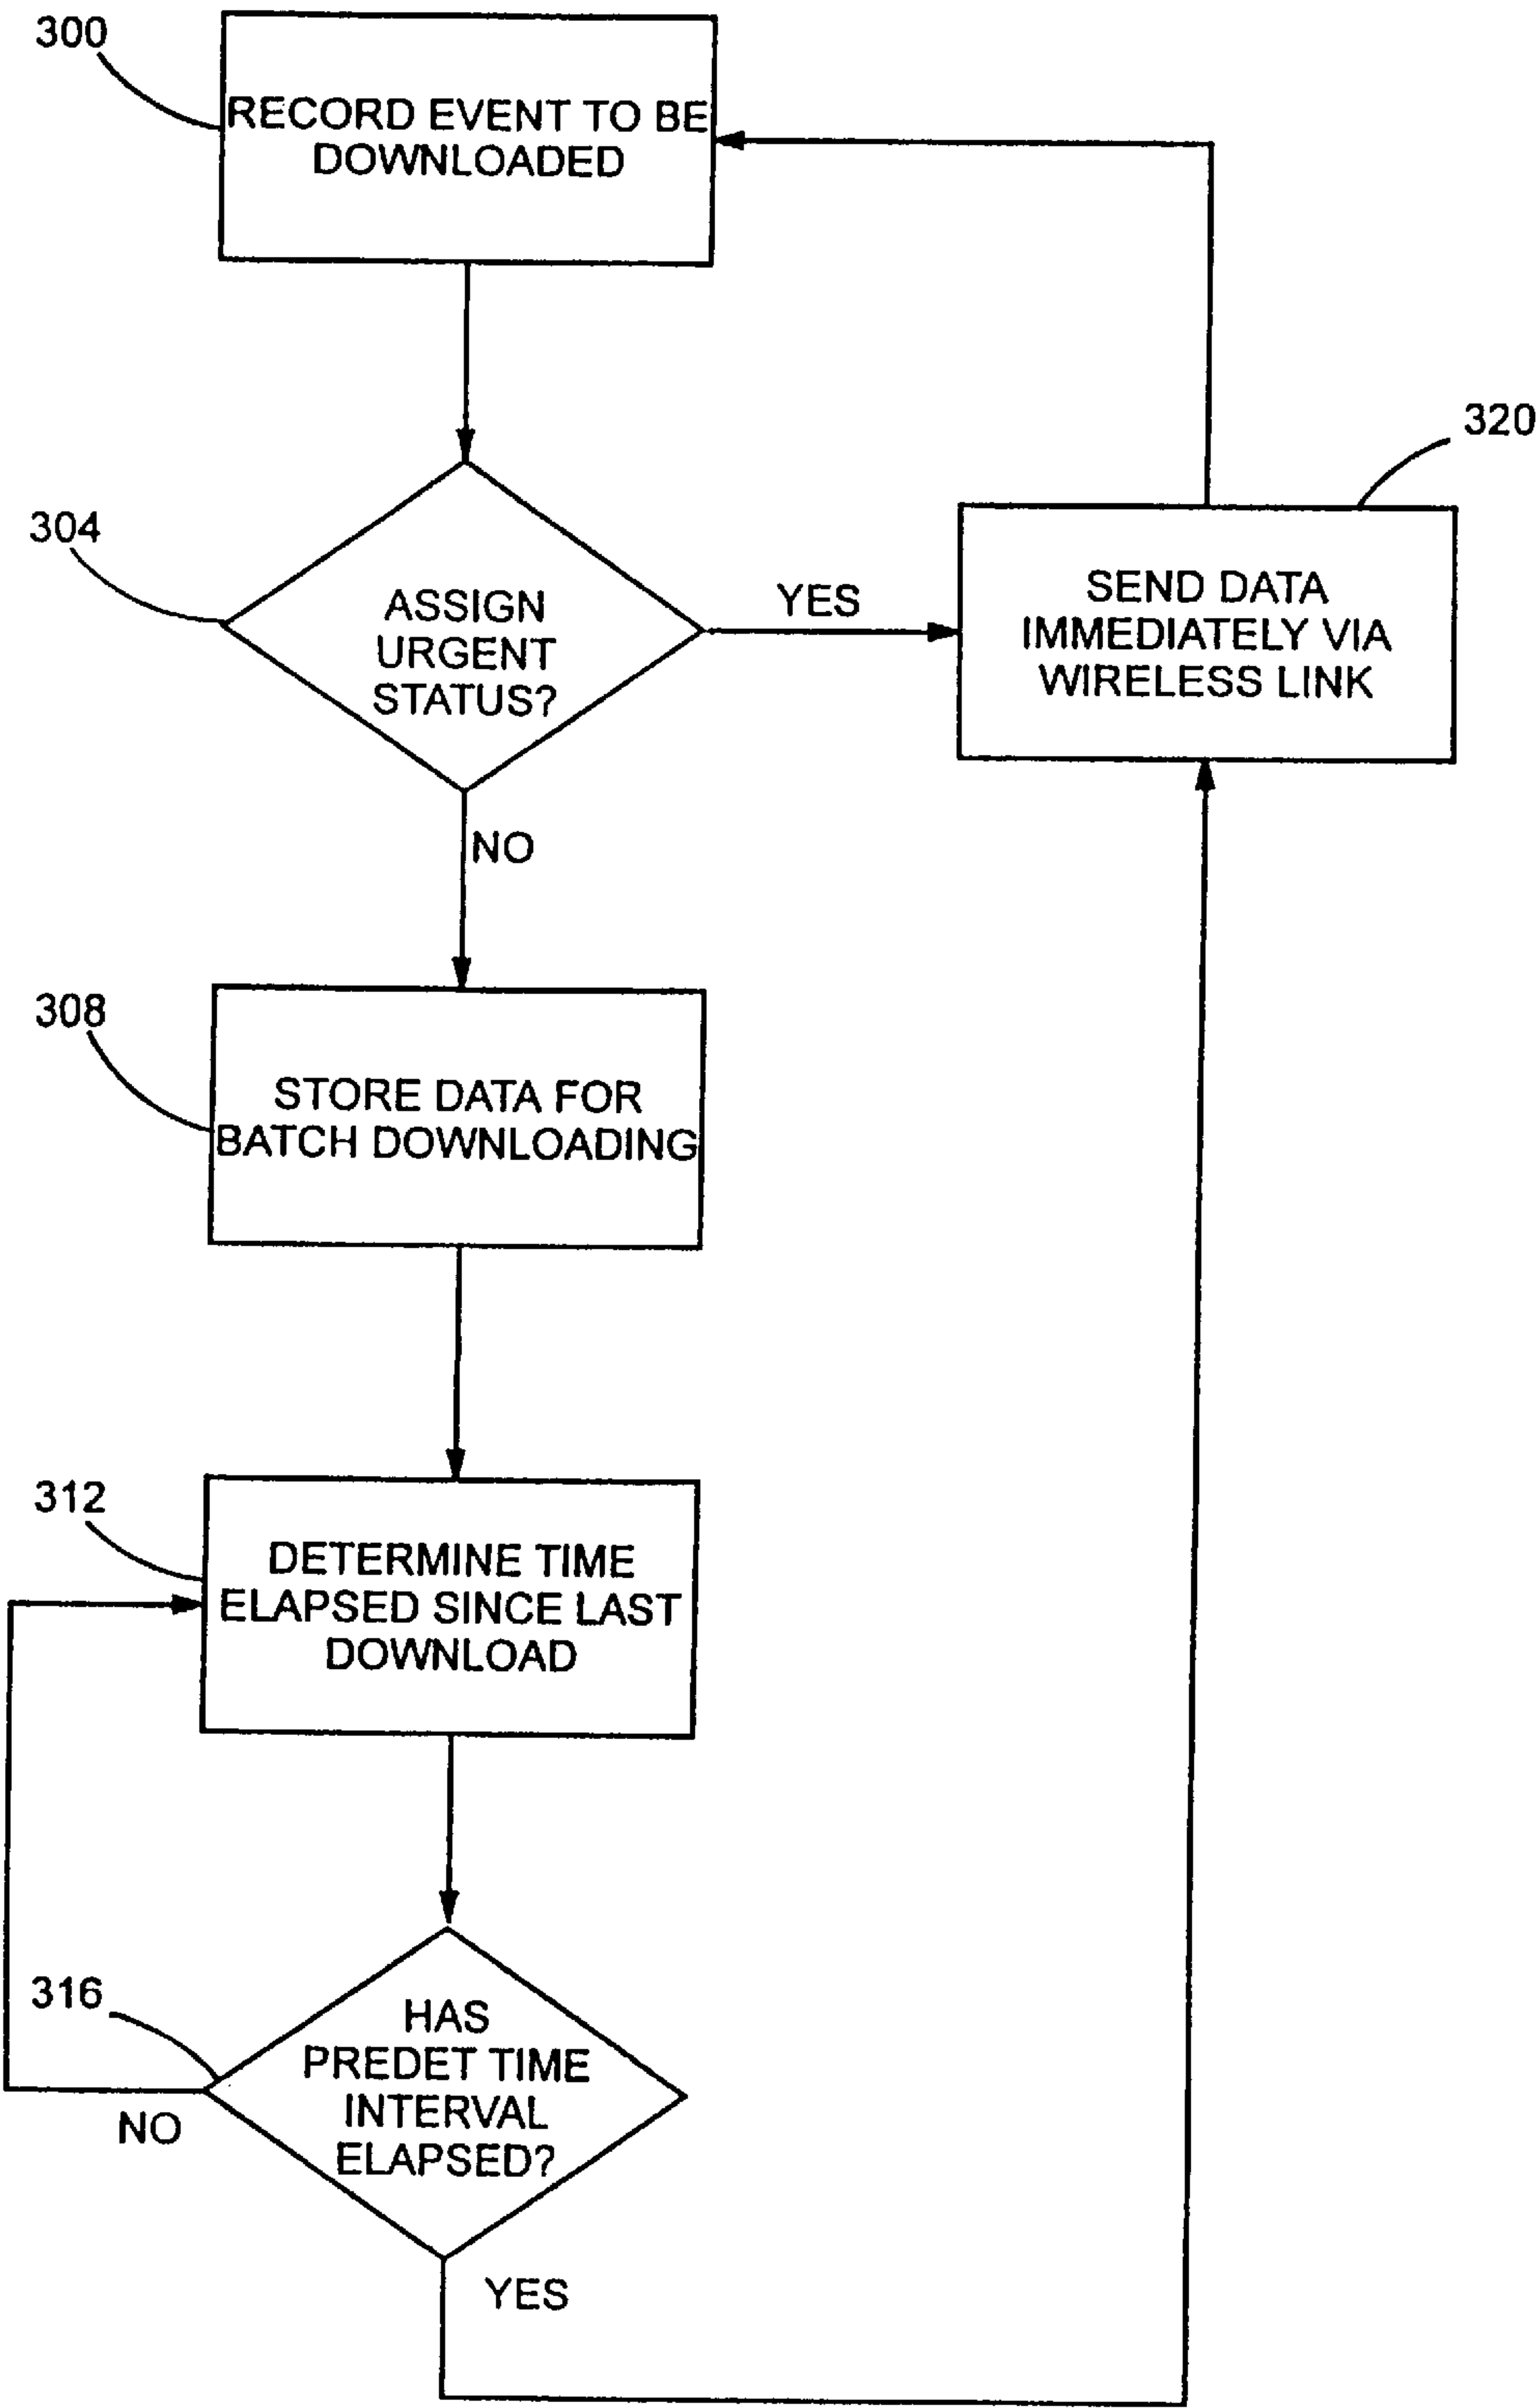 300
RECORD EVENT TO BE
DOWNLOADED
320
304
ASSIGN
URGENT
STATUS?
YES
SEND DATA
IMMEDIATELY VIA
WIRELESS LINK
NO
308
STORE DATA FOR
BATCH DOWNLOADING
312
DETERMINE TIME
ELAPSED SINCE LAST
DOWNLOAD
316
HAS
PREDET TIME
INTERVAL
ELAPSED?
NO
YES